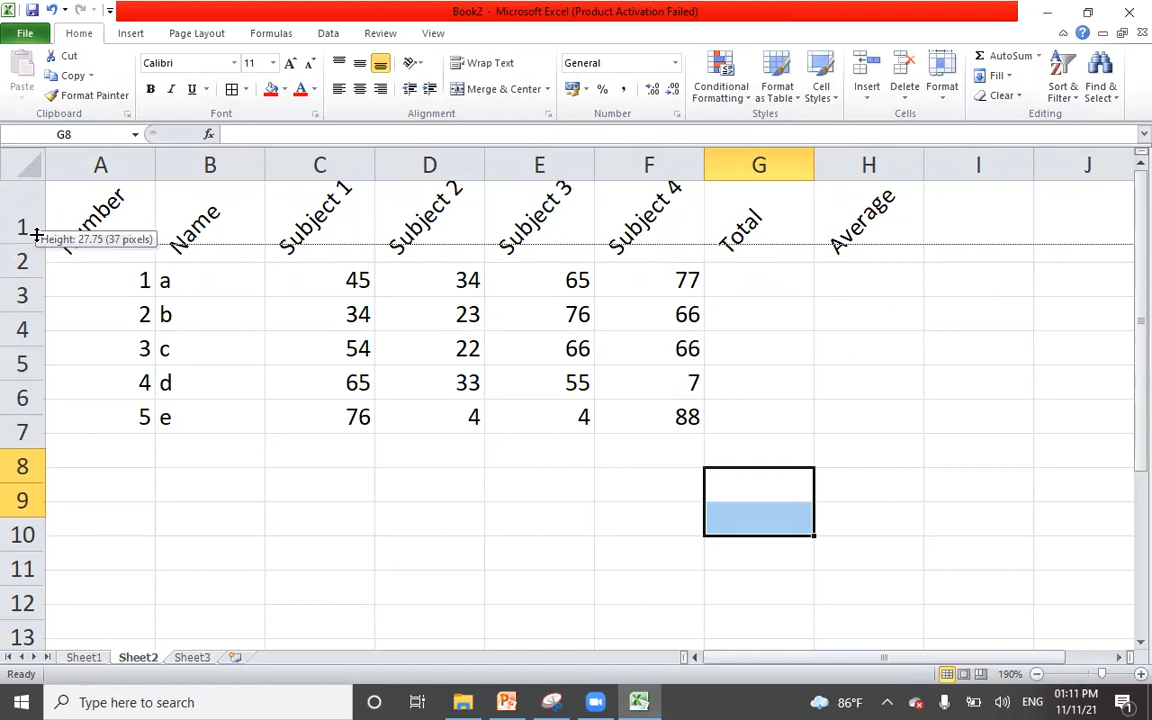 Book2 - Microsoft Excel (Product Activation Failed)
File Home Insert Page Layout Formulas Data Review View
Paste Cut Copy Format Painter Clipboard
Calibri 11 A A B I U A Font
Wrap Text Merge & Center Alignment
General % , Number
Conditional Formatting Format as Table Cell Styles Styles
Insert Delete Format Cells
Σ AutoSum Fill Clear Sort & Filter Find & Select Editing
G8 fx
A B C D E F G H I J
1 Number Name Subject 1 Subject 2 Subject 3 Subject 4 Total Average
Height: 27.75 (37 pixels)
2
3
4
5
6
7
8
9
10
11
12
13
1 a 45 34 65 77
2 b 34 23 76 66
3 c 54 22 66 66
4 d 65 33 55 7
5 e 76 4 4 88
Sheet1 Sheet2 Sheet3
Ready 190%
Type here to search 86°F ENG 01:11 PM
11/11/21 1